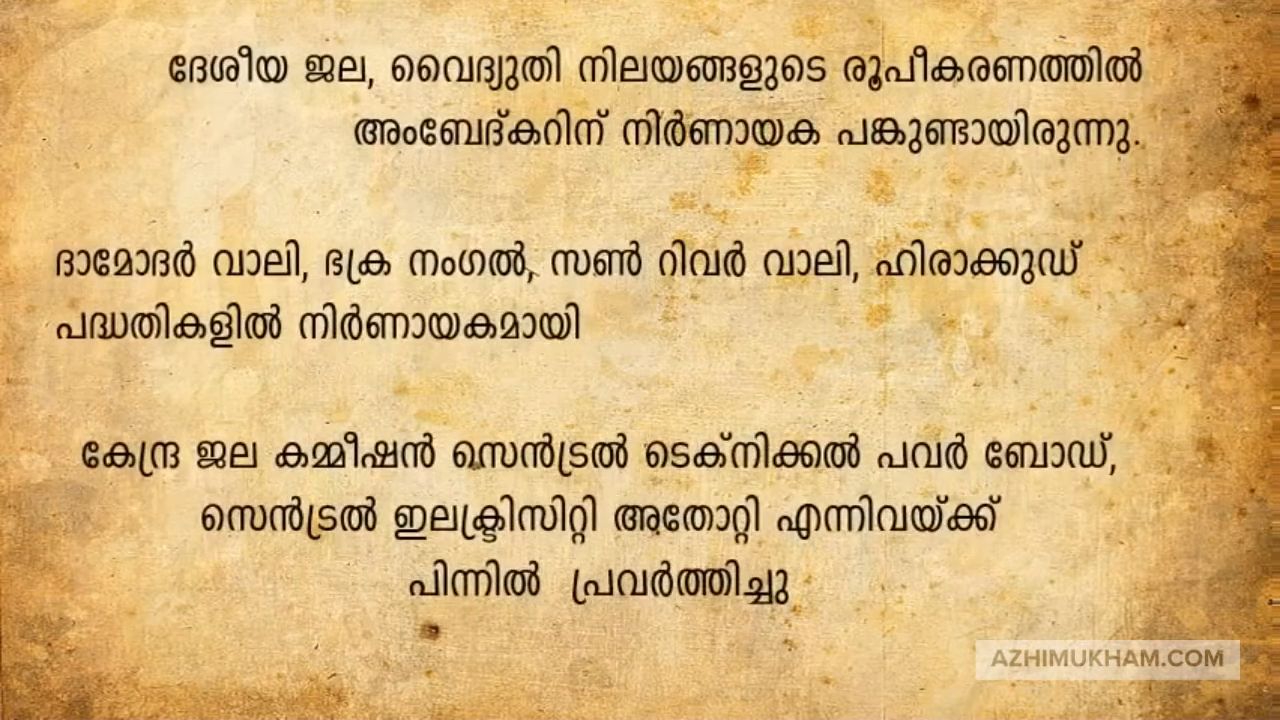 ദേശീയ ജല, വൈദ്യുതി നിലയങ്ങളുടെ രൂപീകരണത്തിൽ
അംബേദ്കറിന് നിർണായക പങ്കുണ്ടായിരുന്നു.
ദാമോദർ വാലി, ഭക്ര നംഗൽ, സൺ റിവർ വാലി, ഹിരാക്കുഡ്
പദ്ധതികളിൽ നിർണായകമായി
കേന്ദ്ര ജല കമ്മീഷൻ സെൻട്രൽ ടെക്നിക്കൽ പവർ ബോഡ്,
സെൻട്രൽ ഇലക്ട്രിസിറ്റി അതോറ്റി എന്നിവയ്ക്ക്
പിന്നിൽ പ്രവർത്തിച്ചു
AZHIMUKHAM.COM